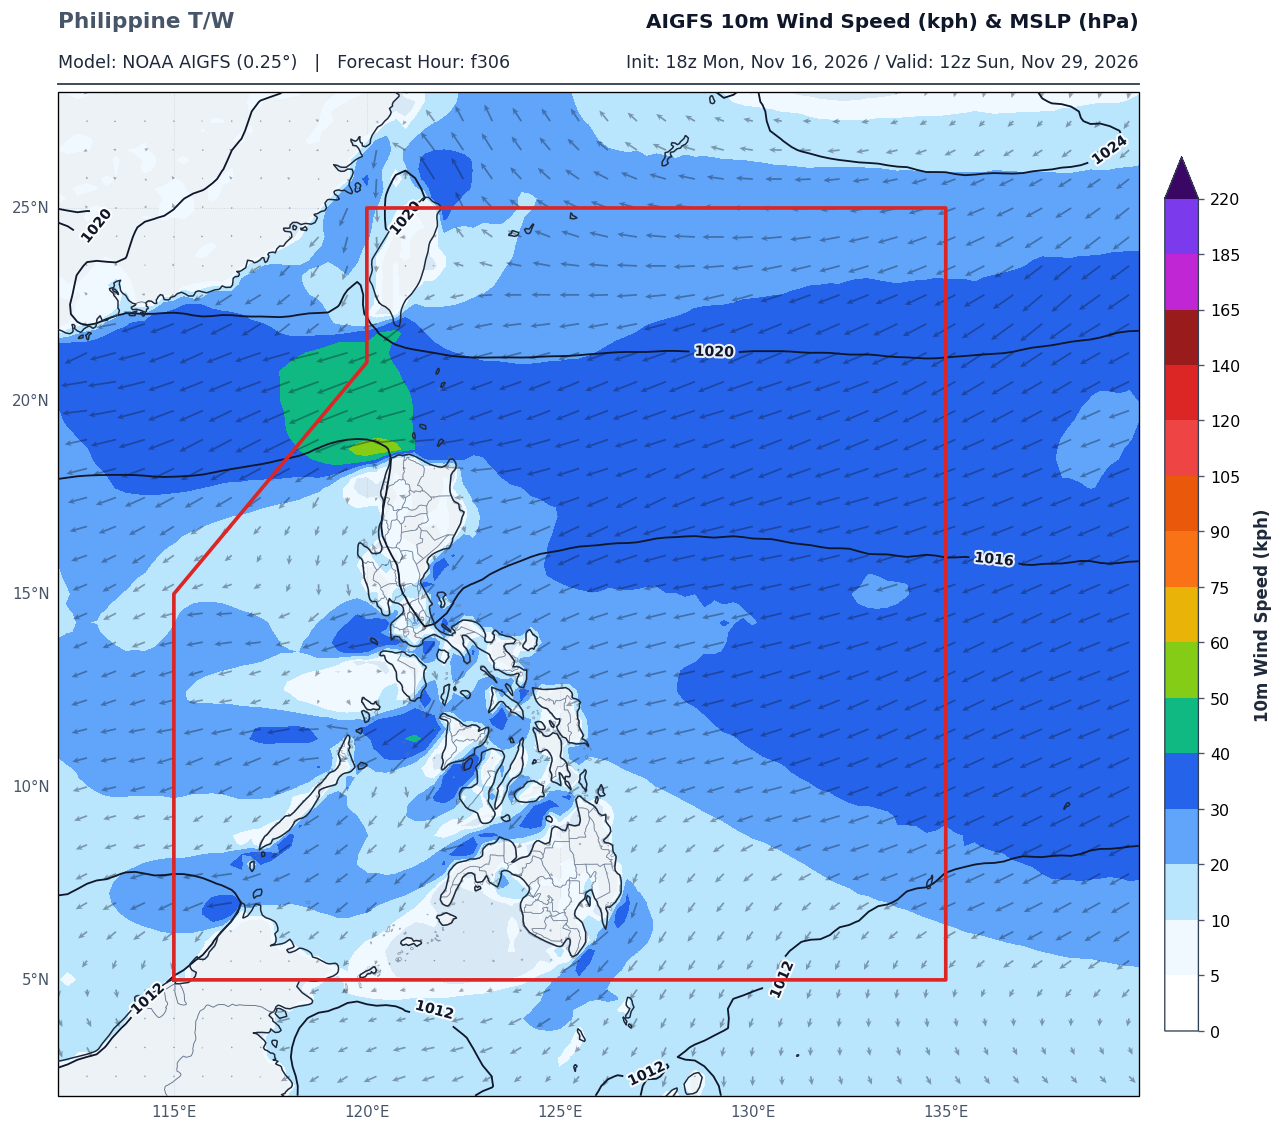 Philippine T/W
AIGFS 10m Wind Speed (kph) & MSLP (hPa)
Model: NOAA AIGFS (0.25°)   |   Forecast Hour: f306
Init: 18z Mon, Nov 16, 2026 / Valid: 12z Sun, Nov 29, 2026
1024
1020
1020
1020
1016
1012
1012
1012
1012
25°N
20°N
15°N
10°N
5°N
115°E
120°E
125°E
130°E
135°E
220
185
165
140
120
105
90
75
60
50
40
30
20
10
5
0
10m Wind Speed (kph)